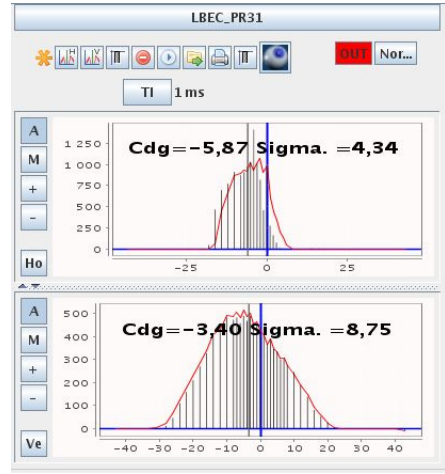 LBEC_PR31
OUT Nor...
TI 1 ms
A
M
+
-
Ho
1 250
1 000
750
500
250
0
Cdg=-5,87 Sigma. =4,34
-25 0 25
A
M
+
-
Ve
500
400
300
200
100
0
Cdg=-3,40 Sigma. =8,75
-40 -30 -20 -10 0 10 20 30 40